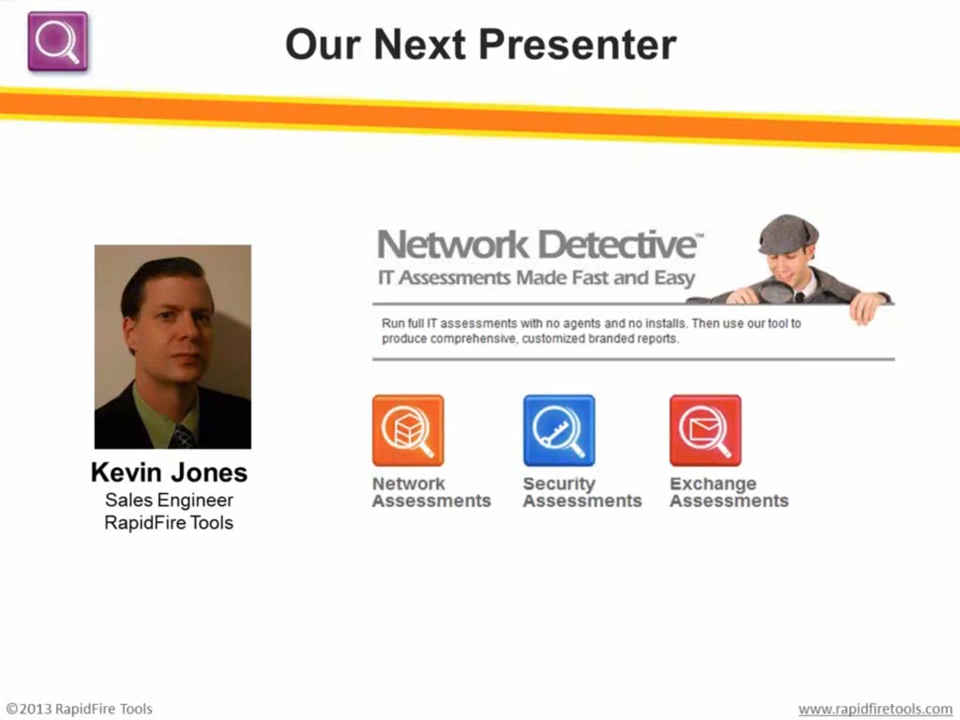 Our Next Presenter
Network Detective™
IT Assessments Made Fast and Easy
Run full IT assessments with no agents and no installs. Then use our tool to
produce comprehensive, customized branded reports.
Kevin Jones
Sales Engineer
RapidFire Tools
Network
Assessments
Security
Assessments
Exchange
Assessments
©2013 RapidFire Tools
www.rapidfiretools.com